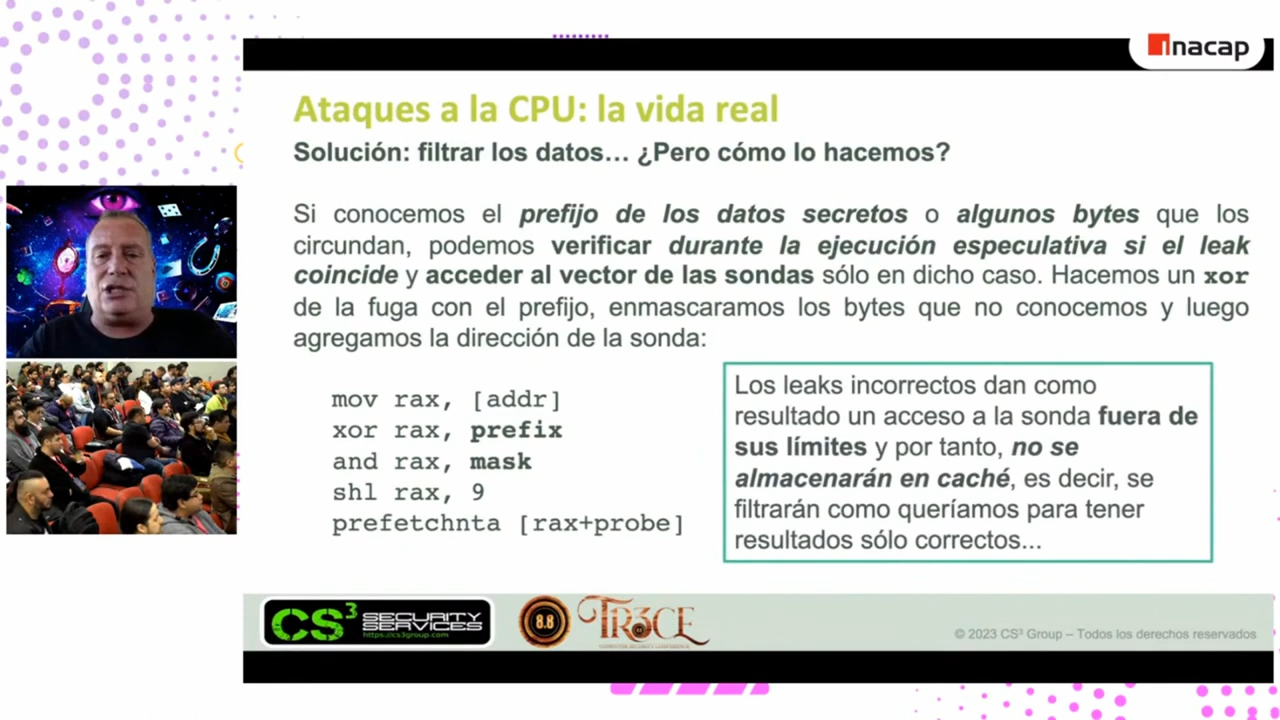 ınacap
Ataques a la CPU: la vida real
Solución: filtrar los datos… ¿Pero cómo lo hacemos?
Si conocemos el prefijo de los datos secretos o algunos bytes que los
circundan, podemos verificar durante la ejecución especulativa si el leak
coincide y acceder al vector de las sondas sólo en dicho caso. Hacemos un xor
de la fuga con el prefijo, enmascaramos los bytes que no conocemos y luego
agregamos la dirección de la sonda:
mov rax, [addr]
xor rax, prefix
and rax, mask
shl rax, 9
prefetchnta [rax+probe]
Los leaks incorrectos dan como
resultado un acceso a la sonda fuera de
sus límites y por tanto, no se
almacenarán en caché, es decir, se
filtrarán como queríamos para tener
resultados sólo correctos...
CS³ SECURITY
SERVICES
https://cs3group.com
8.8
TR3CE
© 2023 CS³ Group – Todos los derechos reservados